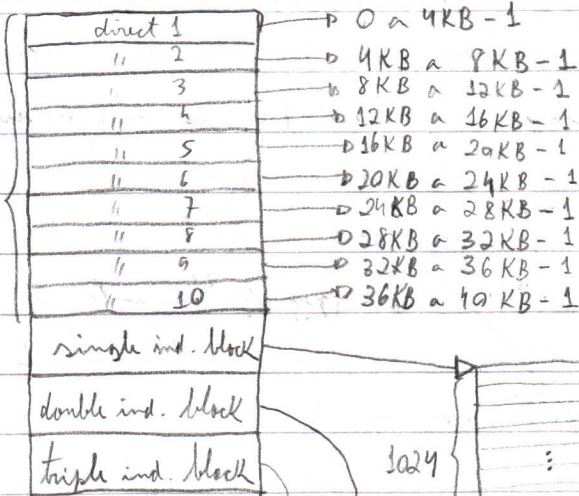 direct 1 → 0 a 4KB - 1
" 2 → 4KB a 8KB - 1
" 3 → 8KB a 12KB - 1
" 4 → 12KB a 16KB - 1
" 5 → 16KB a 20KB - 1
" 6 → 20KB a 24KB - 1
" 7 → 24KB a 28KB - 1
" 8 → 28KB a 32KB - 1
" 9 → 32KB a 36KB - 1
" 10 → 36KB a 40KB - 1
single ind. block
double ind. block
1024
triple ind. block